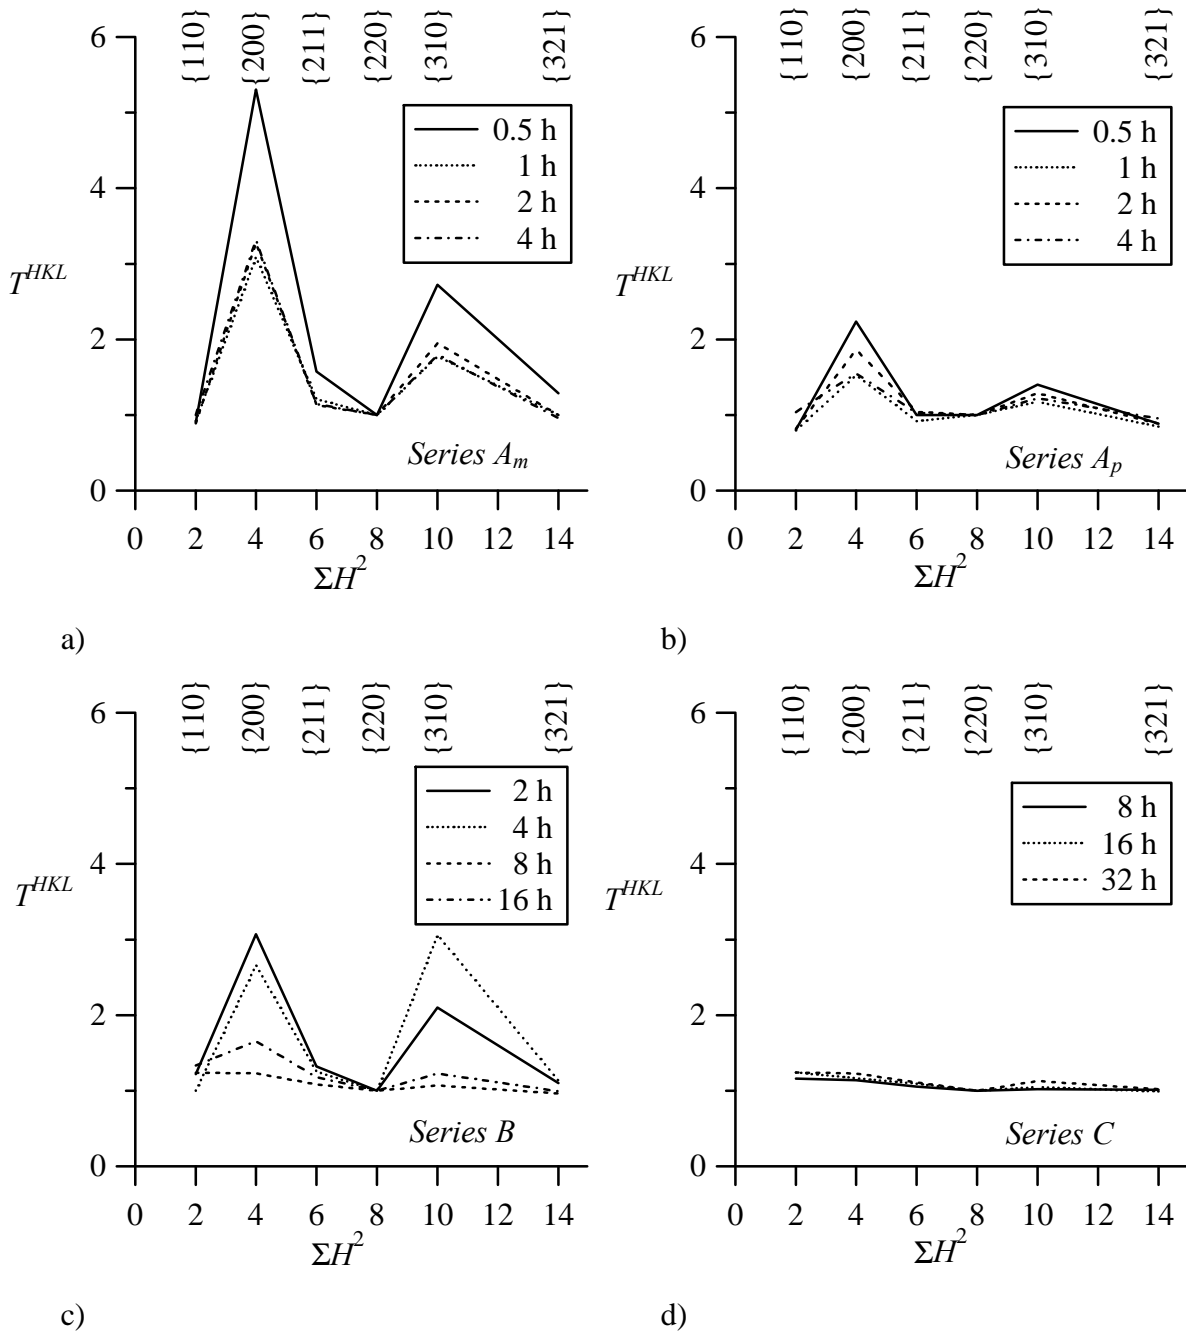 {110} {200} {211} {220} {310} {321}
6
4
2
0
T^{HKL}
0.5 h
1 h
2 h
4 h
Series A_m
0 2 4 6 8 10 12 14
ΣH^2
a)
{110} {200} {211} {220} {310} {321}
6
4
2
0
T^{HKL}
0.5 h
1 h
2 h
4 h
Series A_p
0 2 4 6 8 10 12 14
ΣH^2
b)
{110} {200} {211} {220} {310} {321}
6
4
2
0
T^{HKL}
2 h
4 h
8 h
16 h
Series B
0 2 4 6 8 10 12 14
ΣH^2
c)
{110} {200} {211} {220} {310} {321}
6
4
2
0
T^{HKL}
8 h
16 h
32 h
Series C
0 2 4 6 8 10 12 14
ΣH^2
d)